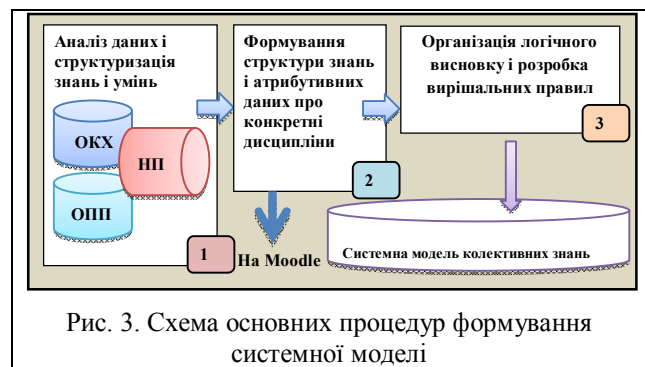 Аналіз даних і
структуризація
знань і умінь
ОКХ
НП
ОПП
1
Формування
структури знань
і атрибутивних
даних про
конкретні
дисципліни
2
На Moodle
Організація логічного
висновку і розробка
вирішальних правил
3
Системна модель колективних знань
Рис. 3. Схема основних процедур формування
системної моделі